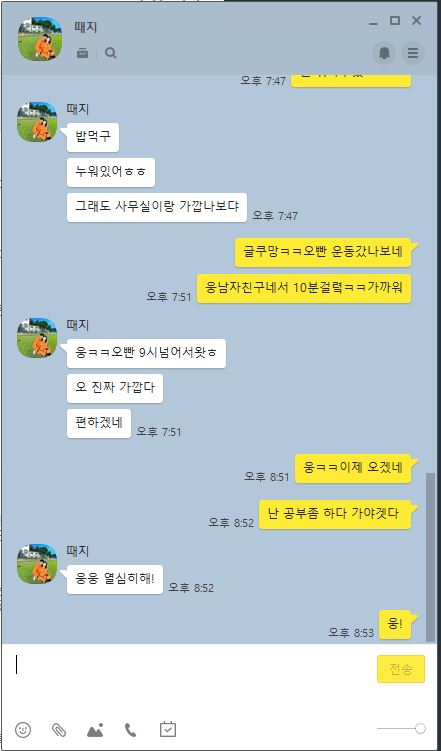 때지
오후 7:47
때지
밥먹구
누워있어ㅎㅎ
그래도 사무실이랑 가깝나보댜
오후 7:47
글쿠망ㅋㅋ오빤 운동갔나보네
웅남자친구네서 10분걸렼ㅋㅋ가까워
오후 7:51
때지
웅ㅋㅋ오빤 9시넘어서왓ㅎ
오 진짜 가깝다
편하겠네
오후 7:51
웅ㅋㅋ이제 오겠네
오후 8:51
난 공부좀 하다 가야겟다
오후 8:52
때지
웅웅 열심히해!
오후 8:52
웅!
오후 8:53
전송